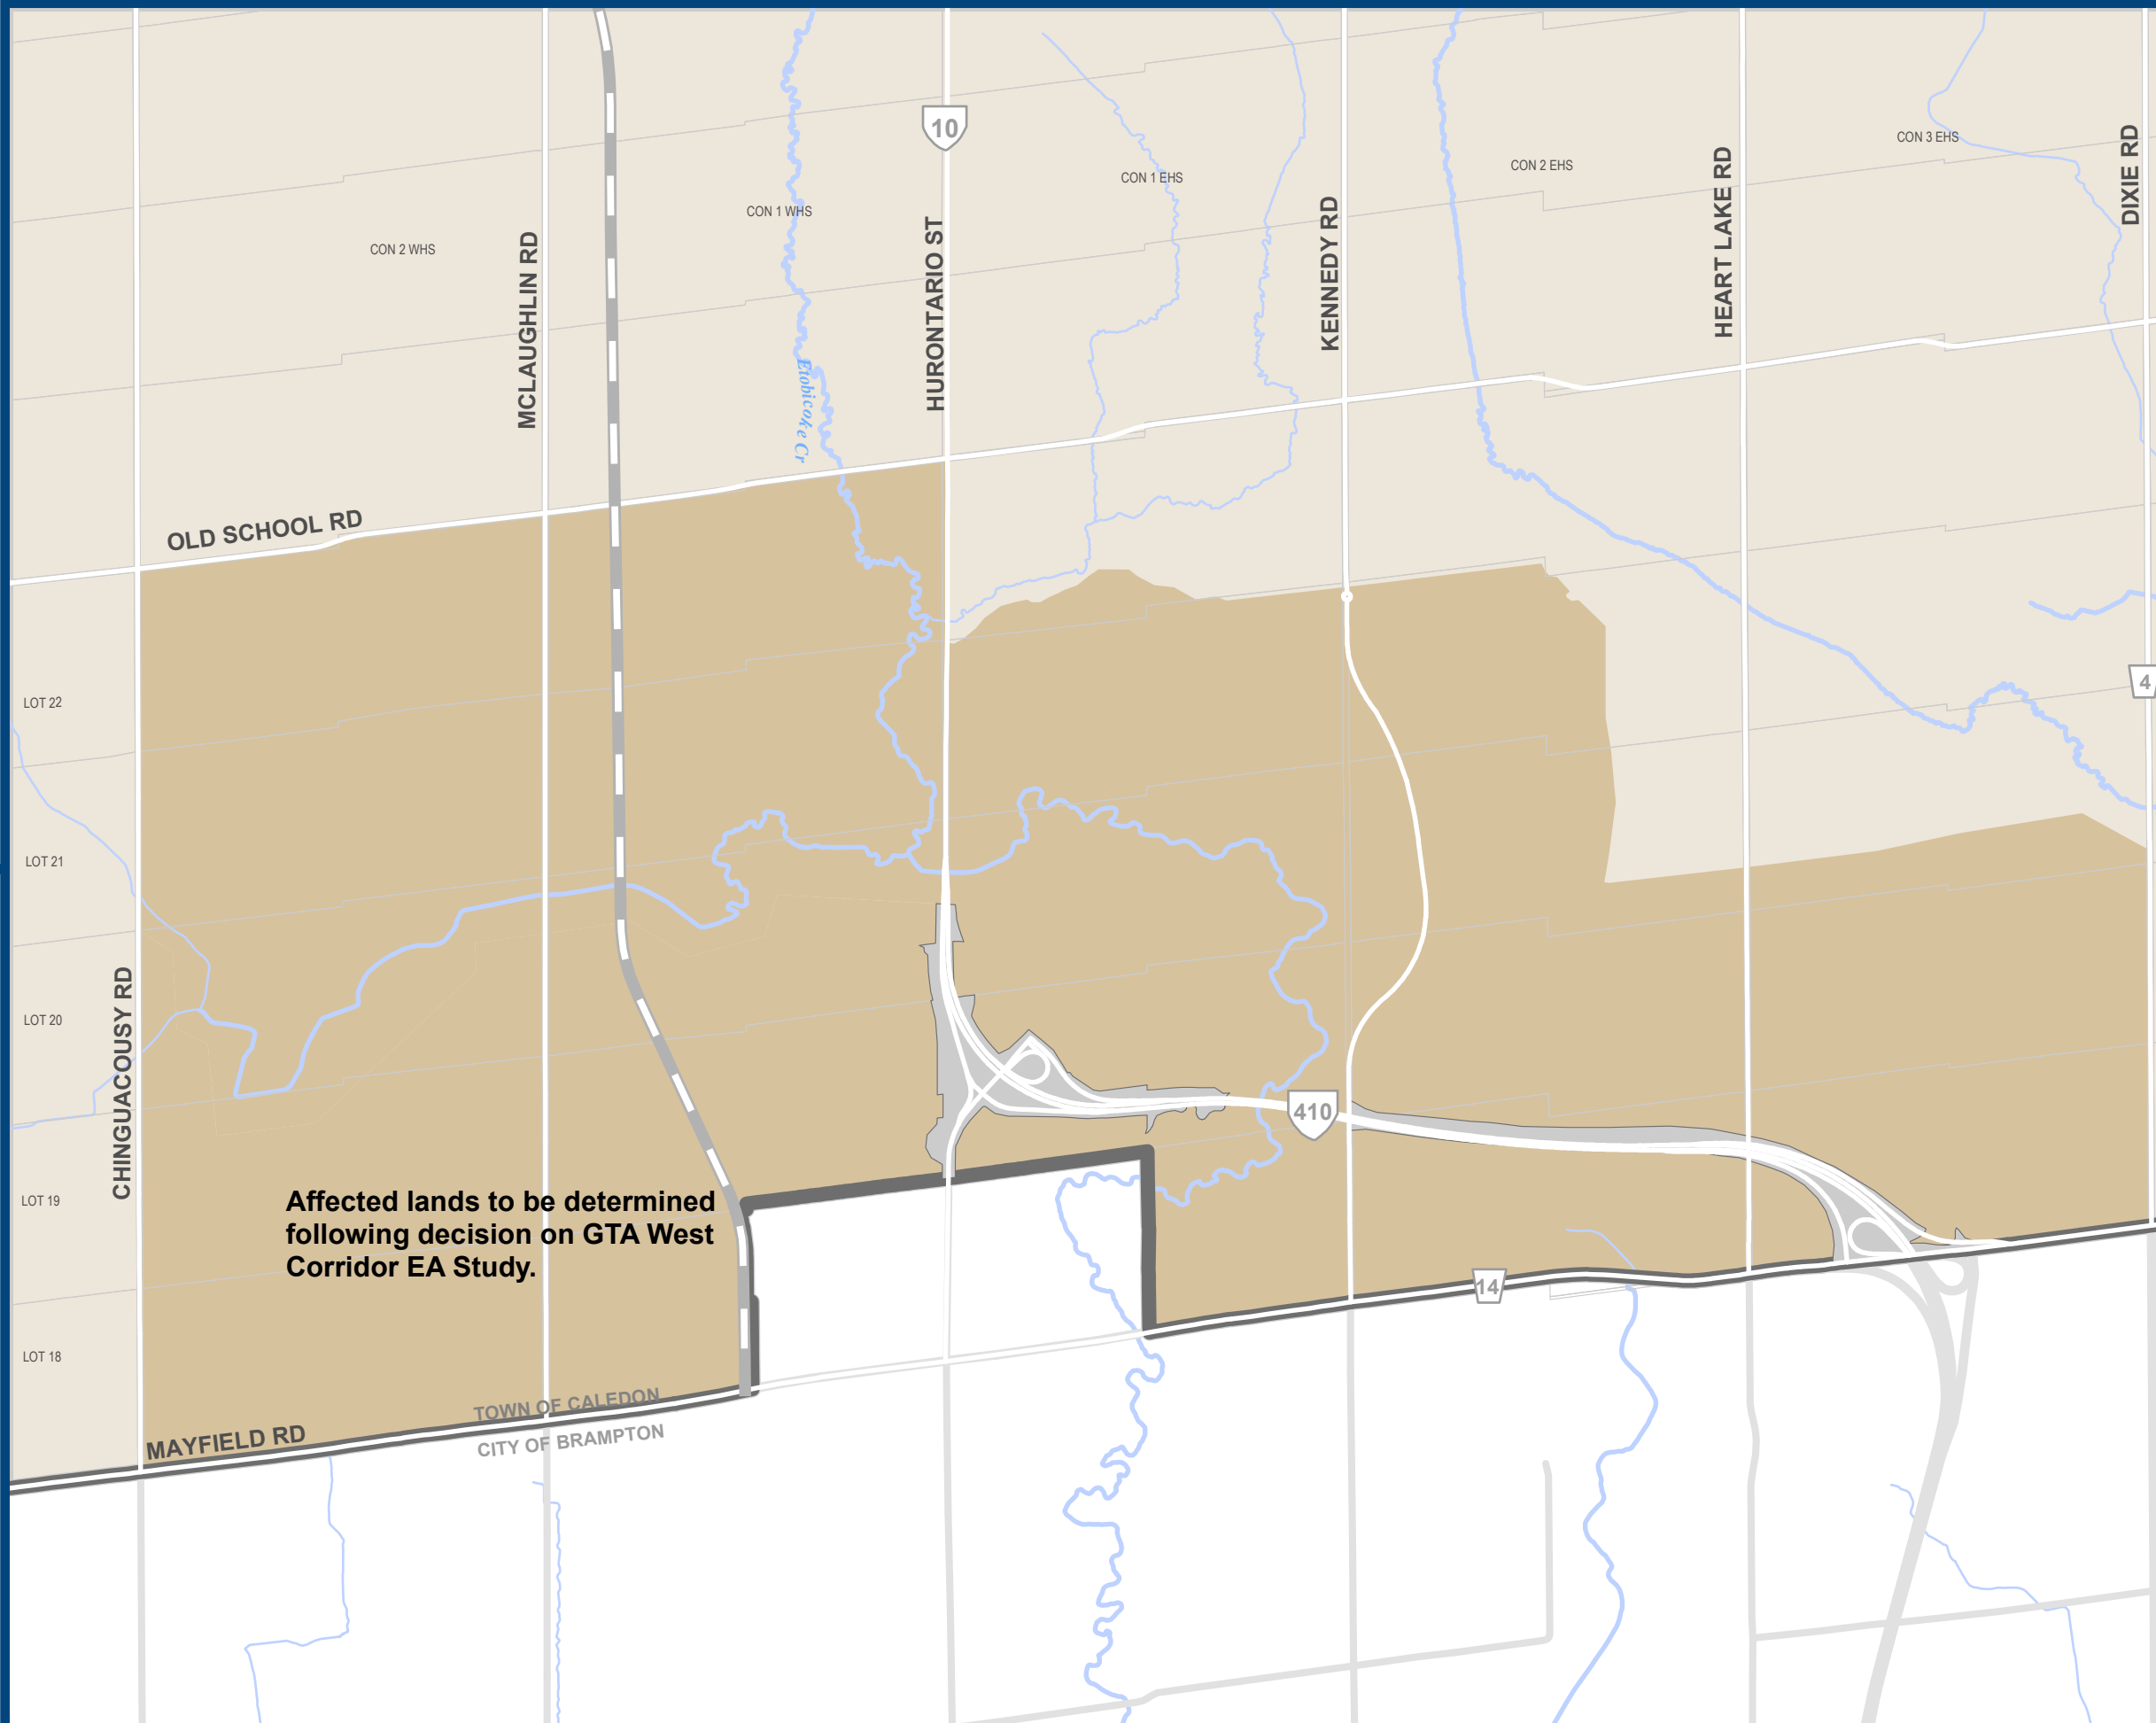 10
CON 3 EHS
CON 2 EHS
CON 1 EHS
CON 1 WHS
CON 2 WHS
DIXIE RD
HEART LAKE RD
KENNEDY RD
HURONTARIO ST
MCLAUGHLIN RD
Etobicoke Cr
OLD SCHOOL RD
4
LOT 22
LOT 21
LOT 20
CHINGUACOUSY RD
410
LOT 19
Affected lands to be determined
following decision on GTA West
Corridor EA Study.
14
LOT 18
TOWN OF CALEDON
MAYFIELD RD
CITY OF BRAMPTON